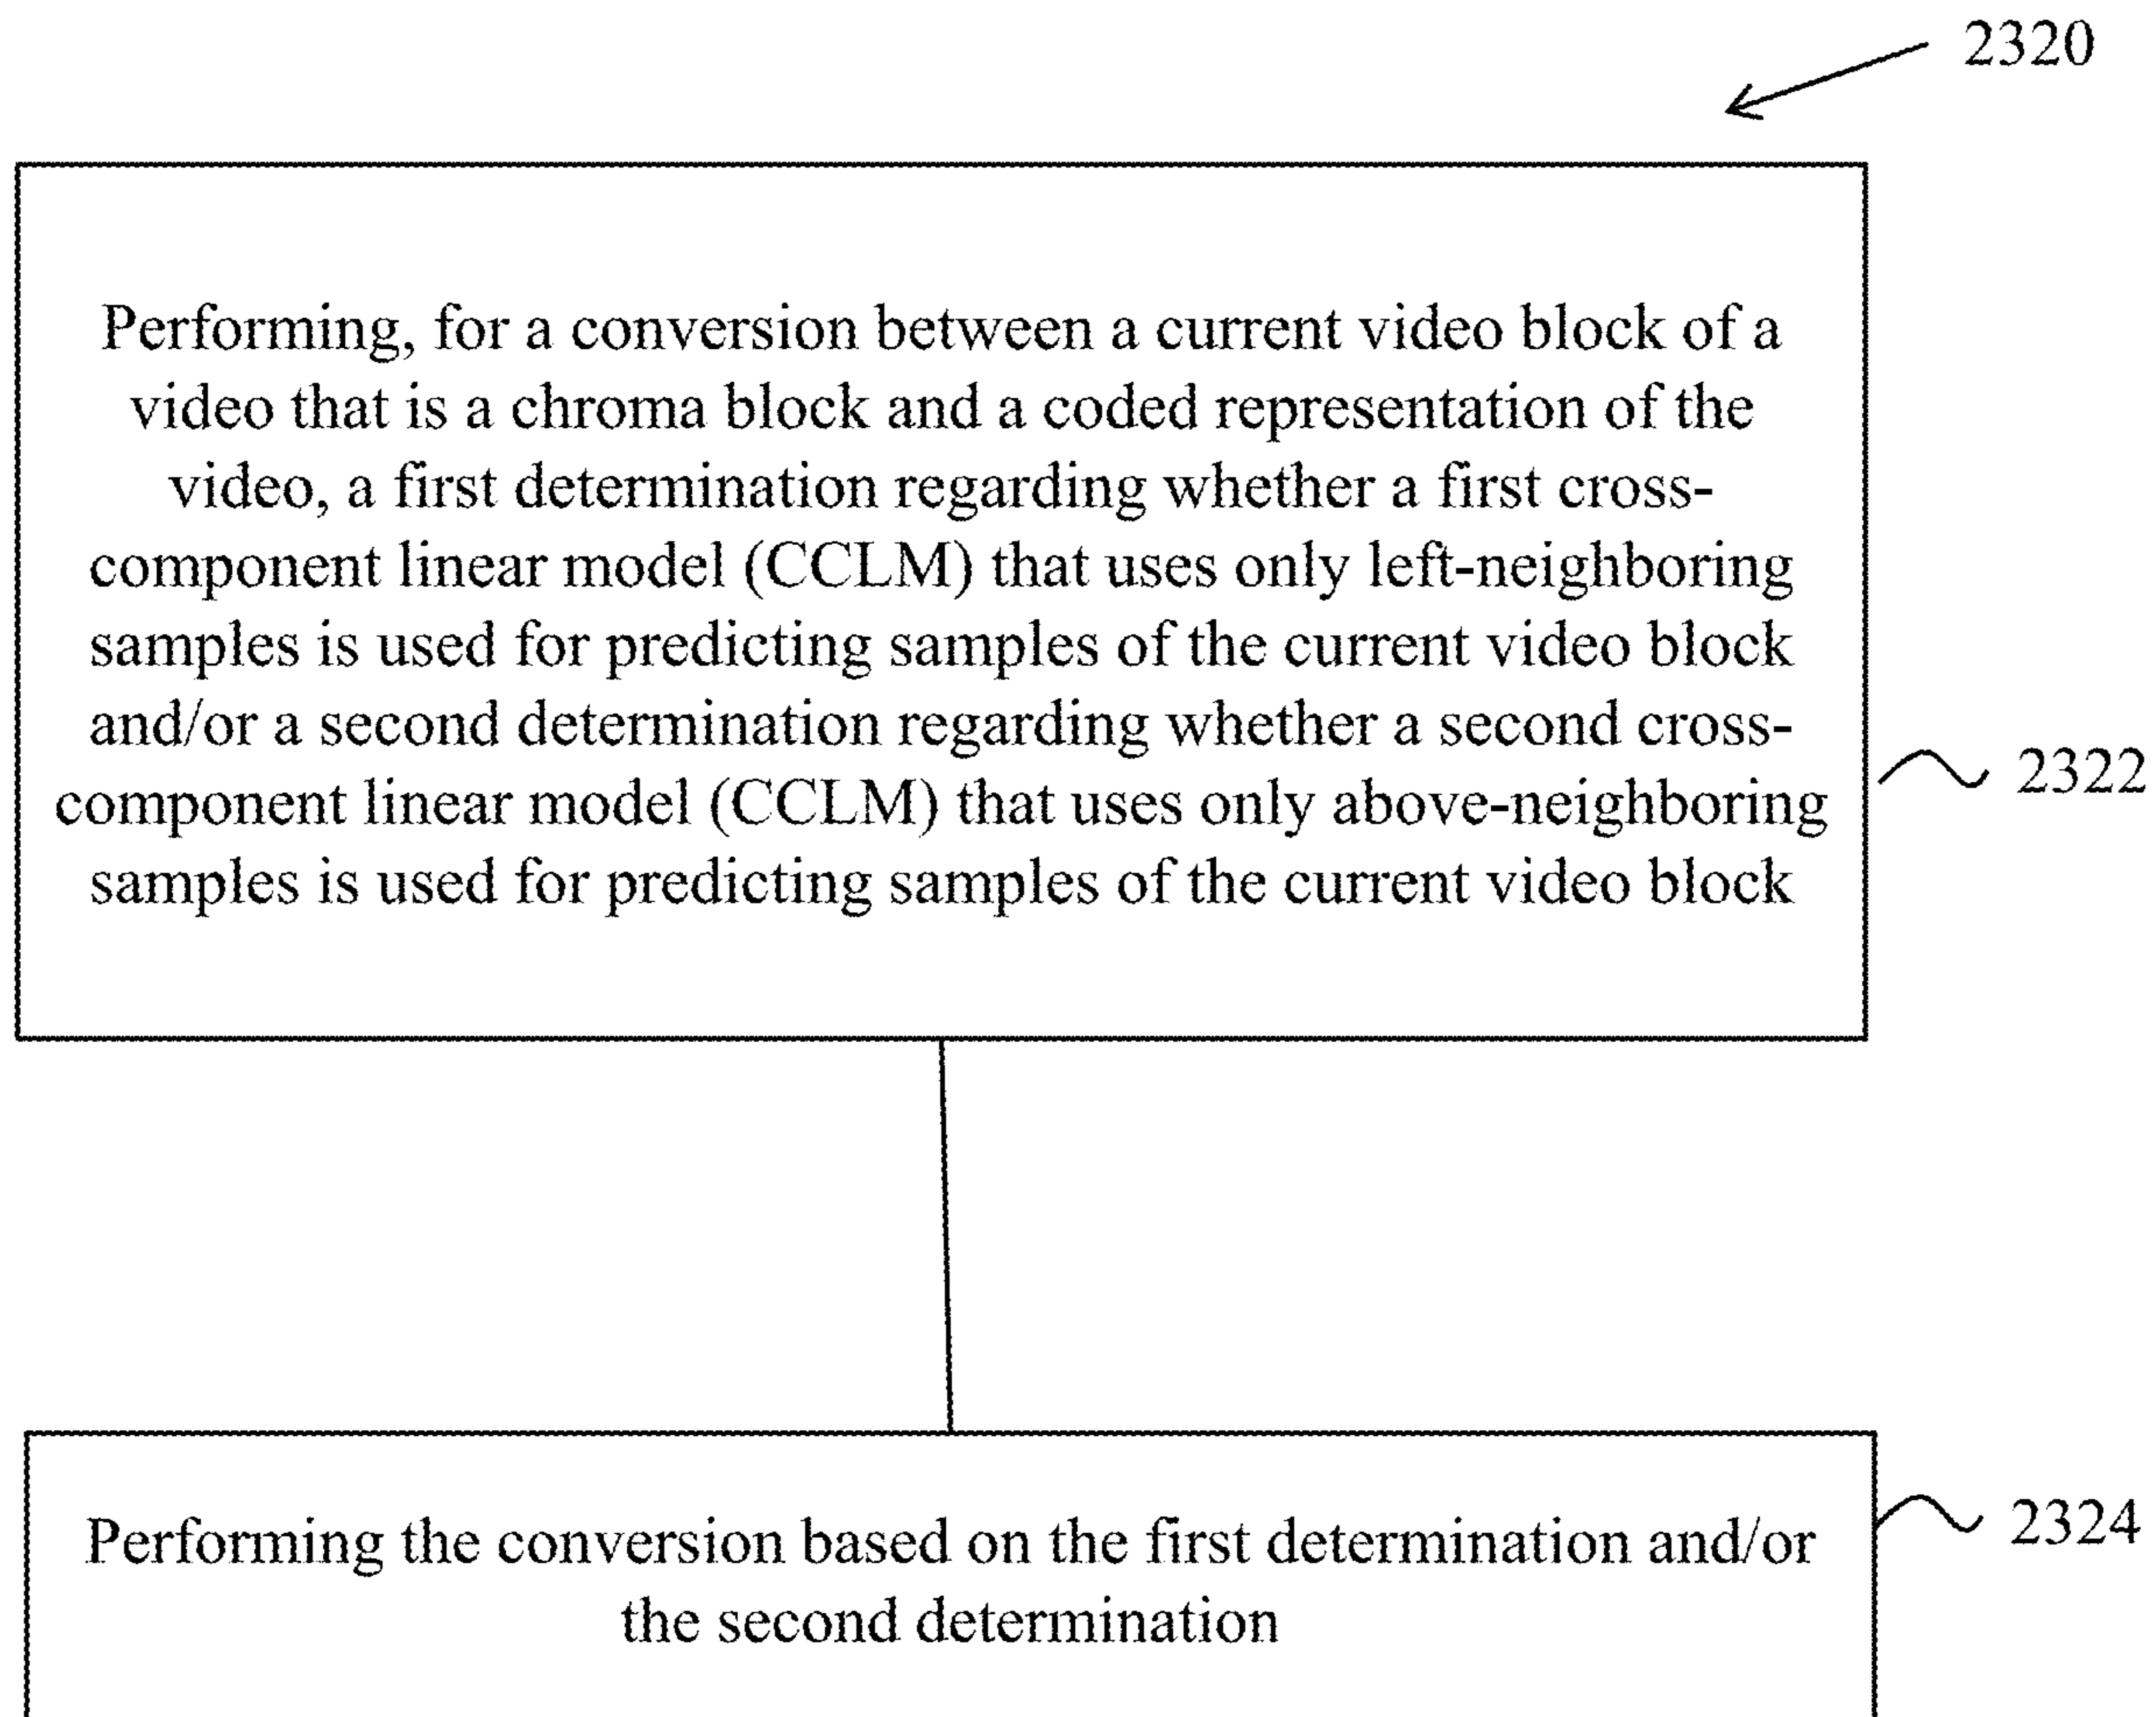 2320
Performing, for a conversion between a current video block of a
video that is a chroma block and a coded representation of the
video, a first determination regarding whether a first cross-
component linear model (CCLM) that uses only left-neighboring
samples is used for predicting samples of the current video block
and/or a second determination regarding whether a second cross-
component linear model (CCLM) that uses only above-neighboring
samples is used for predicting samples of the current video block
2322
Performing the conversion based on the first determination and/or
the second determination
2324